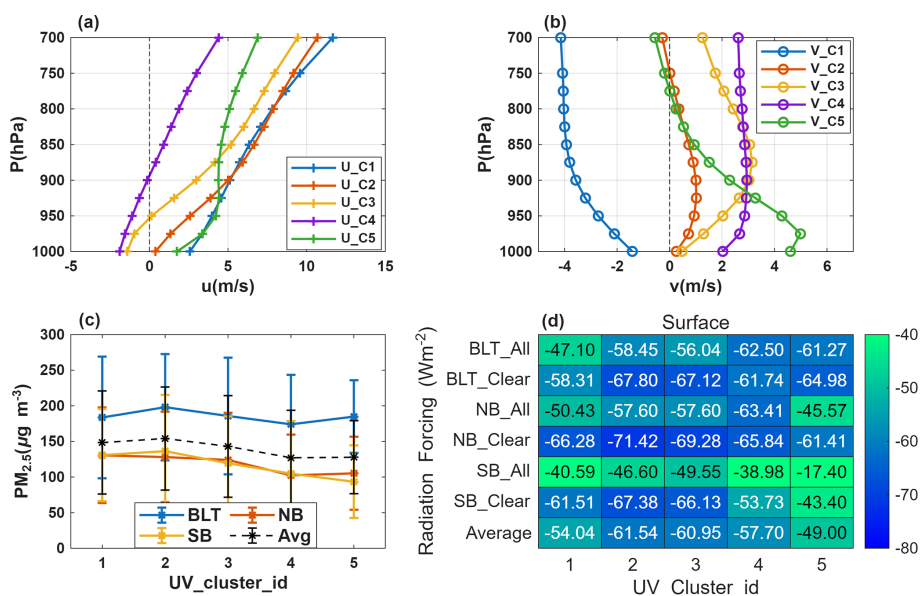 (a)
700
750
800
850
900
950
1000
P(hPa)
-5
0
5
10
15
u(m/s)
U_C1
U_C2
U_C3
U_C4
U_C5
(b)
700
750
800
850
900
950
1000
P(hPa)
-4
-2
0
2
4
6
v(m/s)
V_C1
V_C2
V_C3
V_C4
V_C5
(c)
300
250
200
150
100
50
0
PM2.5(μg m-3)
1 2 3 4 5
UV_cluster_id
BLT NB
SB Avg
(d)
Surface
Radiation Forcing (Wm-2)
BLT_All -47.10 -58.45 -56.04 -62.50 -61.27
BLT_Clear -58.31 -67.80 -67.12 -61.74 -64.98
NB_All -50.43 -57.60 -57.60 -63.41 -45.57
NB_Clear -66.28 -71.42 -69.28 -65.84 -61.41
SB_All -40.59 -46.60 -49.55 -38.98 -17.40
SB_Clear -61.51 -67.38 -66.13 -53.73 -43.40
Average -54.04 -61.54 -60.95 -57.70 -49.00
1 2 3 4 5
UV_Cluster_id
-40
-50
-60
-70
-80